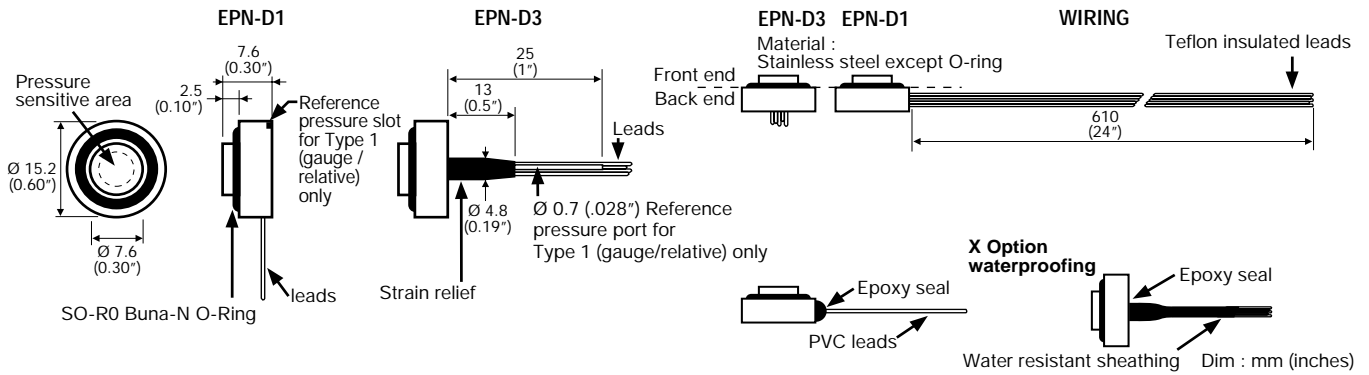 EPN-D1
7.6
(0.30")
2.5
(0.10")
Pressure
sensitive area
Ø 15.2
(0.60")
Ø 7.6
(0.30")
Reference
pressure slot
for Type 1
(gauge /
relative)
only
leads
SO-R0 Buna-N O-Ring
EPN-D3
25
(1")
13
(0.5")
Leads
Ø 4.8
(0.19")
Ø 0.7 (.028") Reference
pressure port for
Type 1 (gauge/relative) only
Strain relief
EPN-D3 EPN-D1
WIRING
Material :
Stainless steel except O-ring
Teflon insulated leads
Front end
Back end
610
(24")
Epoxy seal
PVC leads
X Option
waterproofing
Epoxy seal
Water resistant sheathing
Dim : mm (inches)